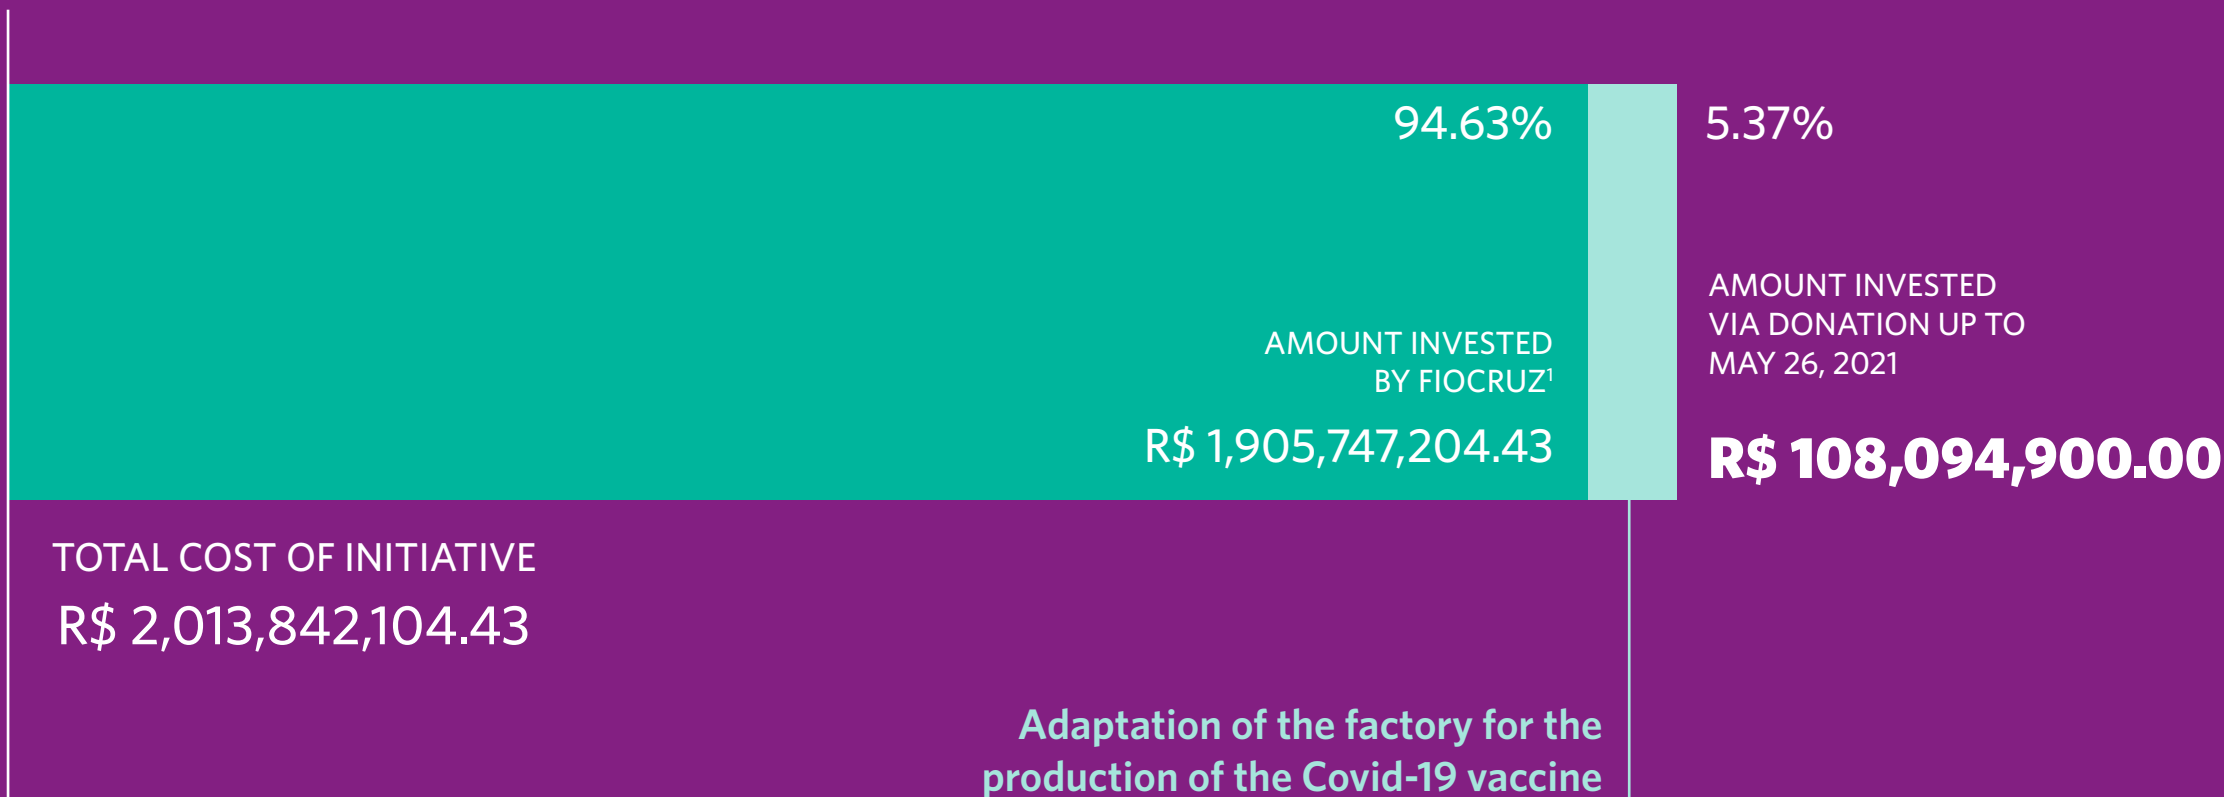 94.63%
AMOUNT INVESTED
BY FIOCRUZ¹
R$ 1,905,747,204.43
5.37%
AMOUNT INVESTED
VIA DONATION UP TO
MAY 26, 2021
R$ 108,094,900.00
TOTAL COST OF INITIATIVE
R$ 2,013,842,104.43
Adaptation of the factory for the
production of the Covid-19 vaccine